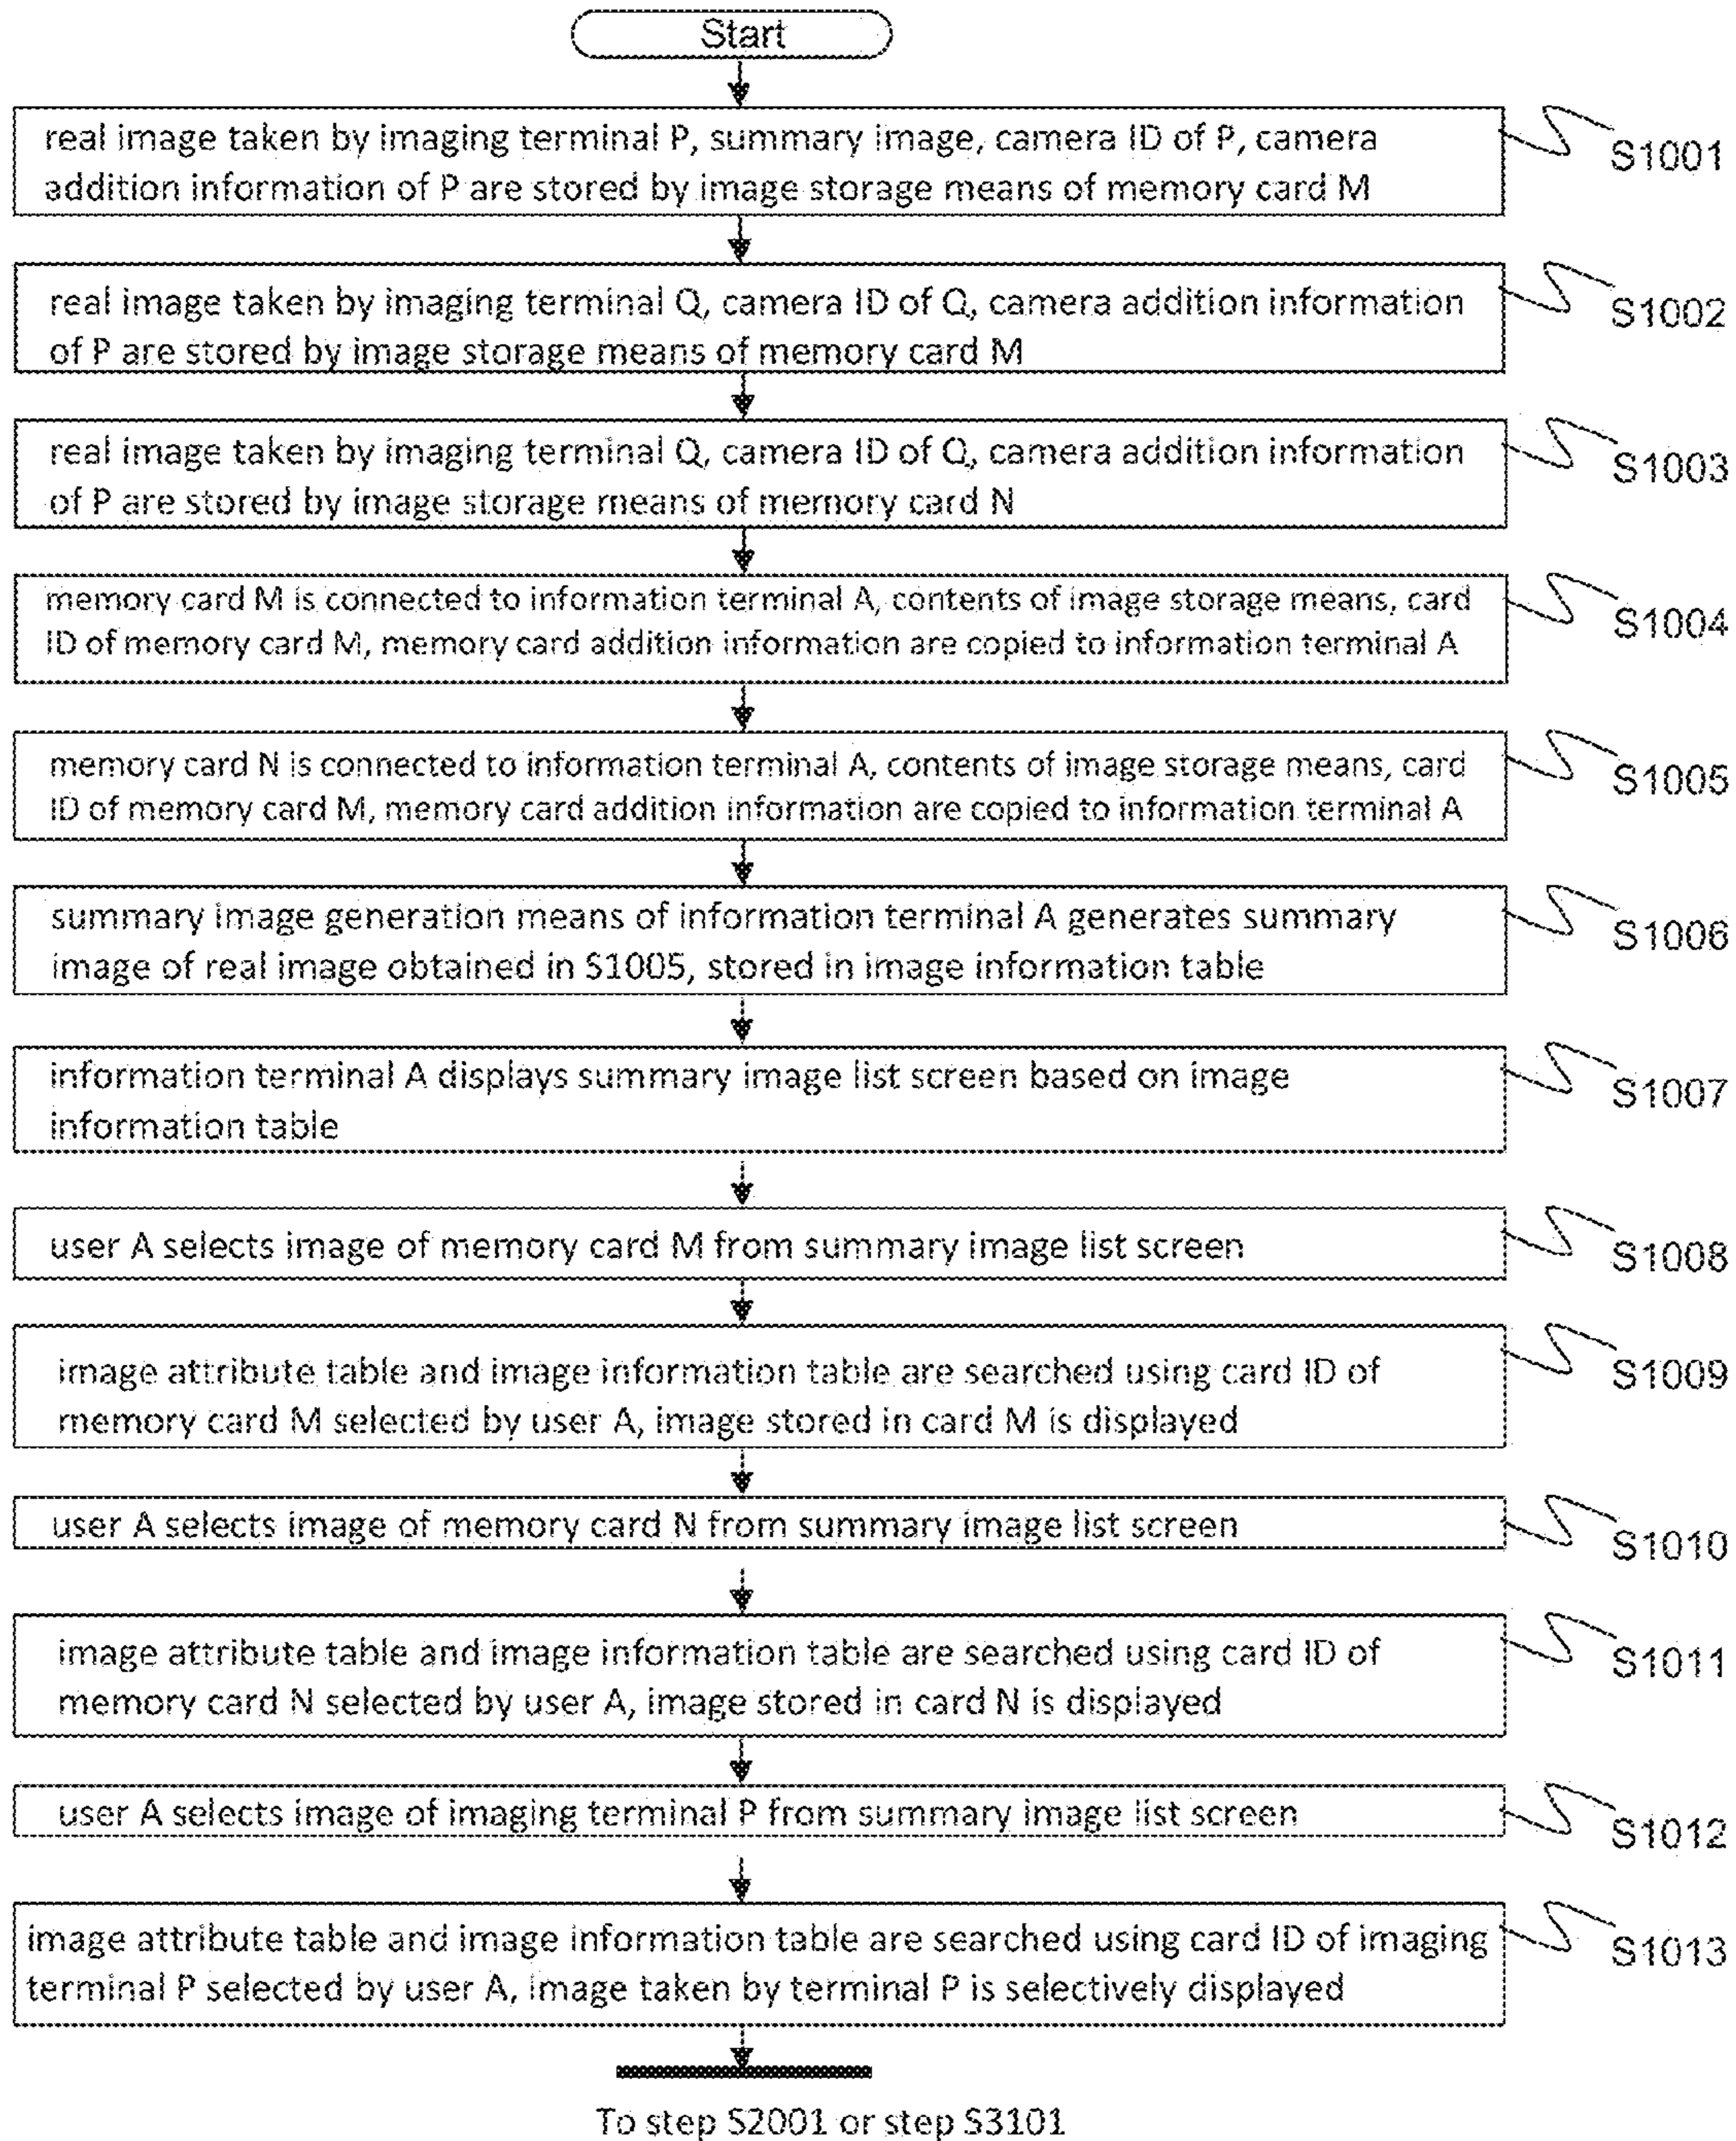 Start
real image taken by imaging terminal P, summary image, camera ID of P, camera
addition information of P are stored by image storage means of memory card M
S1001
real image taken by imaging terminal Q, camera ID of Q, camera addition information
of P are stored by image storage means of memory card M
S1002
real image taken by imaging terminal Q, camera ID of Q, camera addition information
of P are stored by image storage means of memory card N
S1003
memory card M is connected to information terminal A, contents of image storage means, card
ID of memory card M, memory card addition information are copied to information terminal A
S1004
memory card N is connected to information terminal A, contents of image storage means, card
ID of memory card M, memory card addition information are copied to information terminal A
S1005
summary image generation means of information terminal A generates summary
image of real image obtained in S1005, stored in image information table
S1006
information terminal A displays summary image list screen based on image
information table
S1007
user A selects image of memory card M from summary image list screen
S1008
image attribute table and image information table are searched using card ID of
memory card M selected by user A, image stored in card M is displayed
S1009
user A selects image of memory card N from summary image list screen
S1010
image attribute table and image information table are searched using card ID of
memory card N selected by user A, image stored in card N is displayed
S1011
user A selects image of imaging terminal P from summary image list screen
S1012
image attribute table and image information table are searched using card ID of imaging
terminal P selected by user A, image taken by terminal P is selectively displayed
S1013
To step S2001 or step S3101